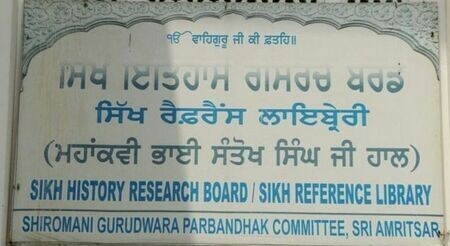 ੴ ਵਾਹਿਗੁਰੂ ਜੀ ਕੀ ਫ਼ਤਹਿ॥
ਸਿੱਖ ਇਤਿਹਾਸ ਰੀਸਰਚ ਬੋਰਡ
ਸਿੱਖ ਰੈਫ਼ਰੈਂਸ ਲਾਇਬ੍ਰੇਰੀ
(ਮਹਾਂਕਵੀ ਭਾਈ ਸੰਤੋਖ ਸਿੰਘ ਜੀ ਹਾਲ)
SIKH HISTORY RESEARCH BOARD / SIKH REFERENCE LIBRARY
SHIROMANI GURUDWARA PARBANDHAK COMMITTEE, SRI AMRITSAR